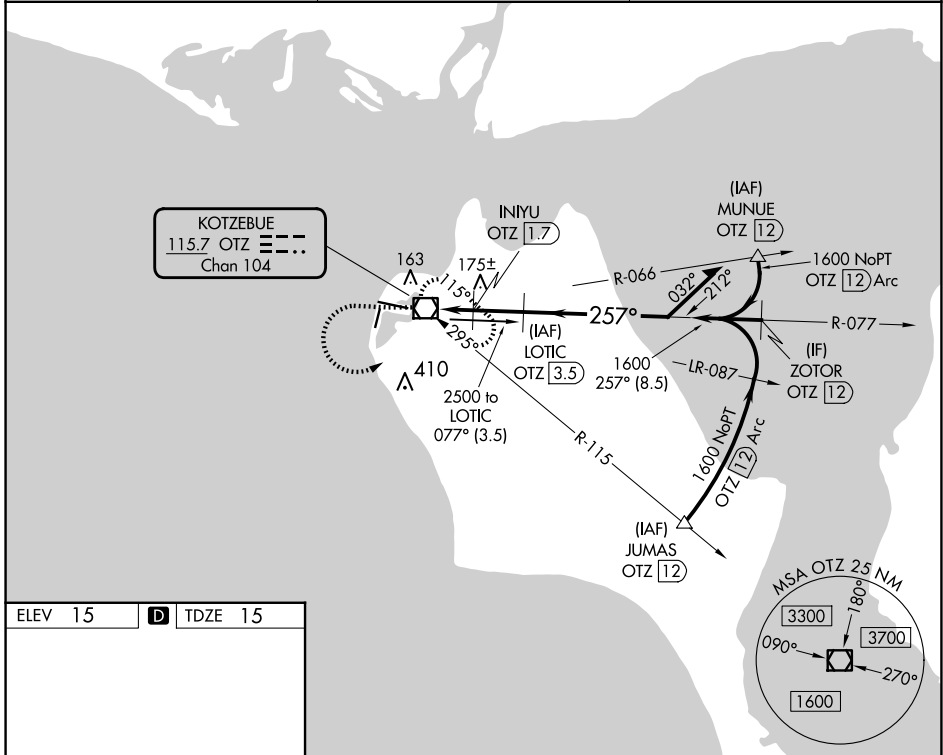 KOTZEBUE
115.7 OTZ
Chan 104
163
175±
115°
295°
INIYU
OTZ 1.7
(IAF)
MUNUE
OTZ 12
1600 NoPT
OTZ 12 Arc
R-066
032°
212°
257°
R-077
(IAF)
LOTIC
OTZ 3.5
1600
257° (8.5)
LR-087
(IF)
ZOTOR
OTZ 12
410
2500 to
LOTIC
077° (3.5)
R-115
1600 NoPT
OTZ 12 Arc
(IAF)
JUMAS
OTZ 12
ELEV 15 D TDZE 15
MSA OTZ 25 NM
3300
180°
3700
090°
270°
1600